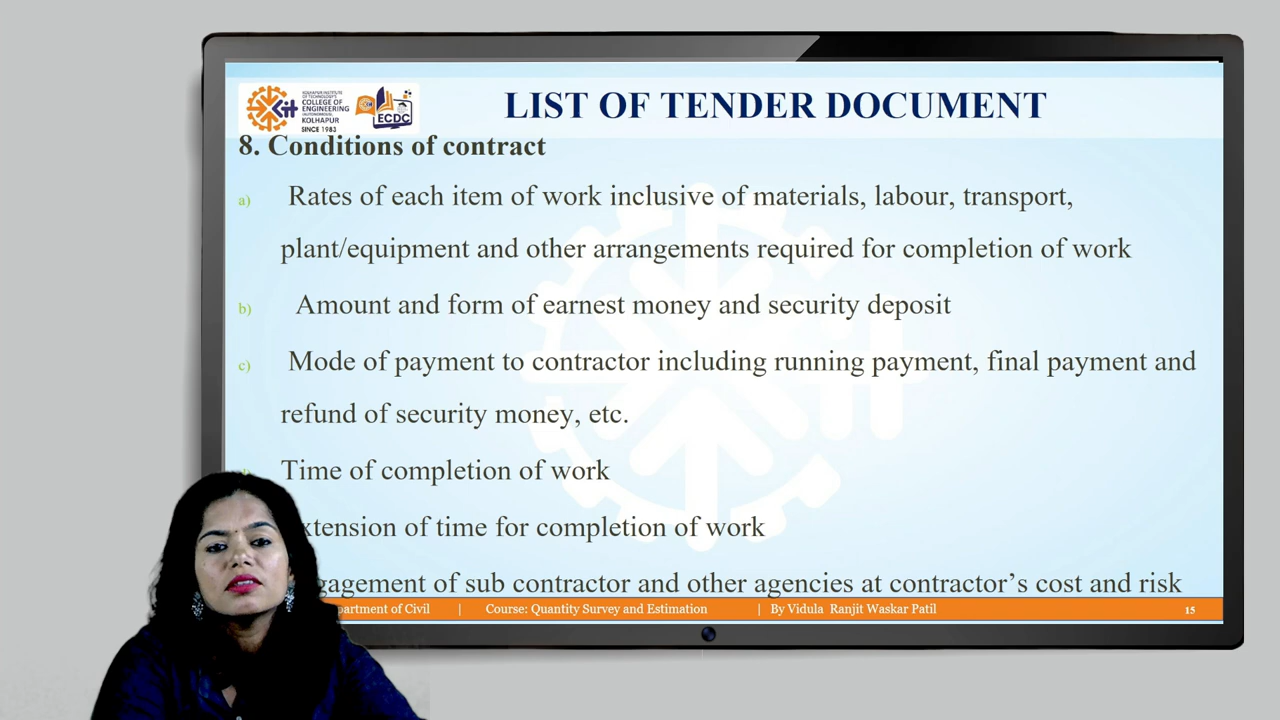 KOLHAPUR INSTITUTE
OF TECHNOLOGY'S
COLLEGE OF
ENGINEERING
(AUTONOMOUS),
KOLHAPUR
SINCE 1983
ECDC
LIST OF TENDER DOCUMENT
8. Conditions of contract
a) Rates of each item of work inclusive of materials, labour, transport,
plant/equipment and other arrangements required for completion of work
b) Amount and form of earnest money and security deposit
c) Mode of payment to contractor including running payment, final payment and
refund of security money, etc.
Time of completion of work
xtension of time for completion of work
gagement of sub contractor and other agencies at contractor's cost and risk
partment of Civil | Course: Quantity Survey and Estimation | By Vidula Ranjit Waskar Patil 15